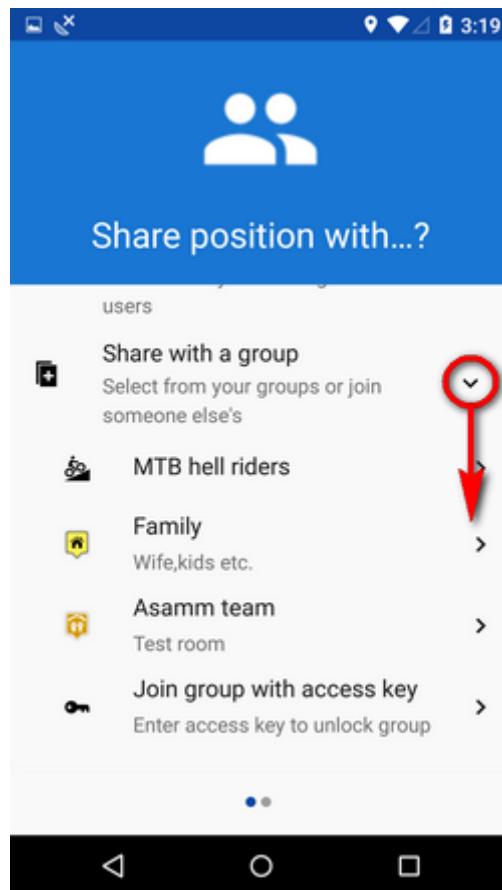 3:19
Share position with...?
users
Share with a group
Select from your groups or join
someone else's
MTB hell riders
Family
Wife,kids etc.
Asamm team
Test room
Join group with access key
Enter access key to unlock group